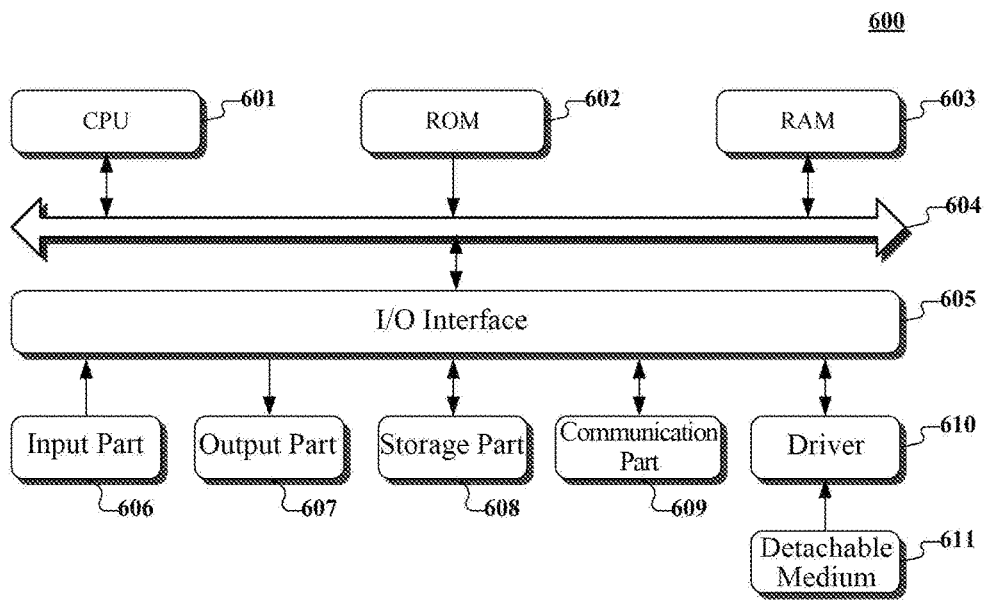 600
CPU
601
ROM
602
RAM
603
604
I/O Interface
605
Input Part
606
Output Part
607
Storage Part
608
Communication
Part
609
Driver
610
Detachable
Medium
611